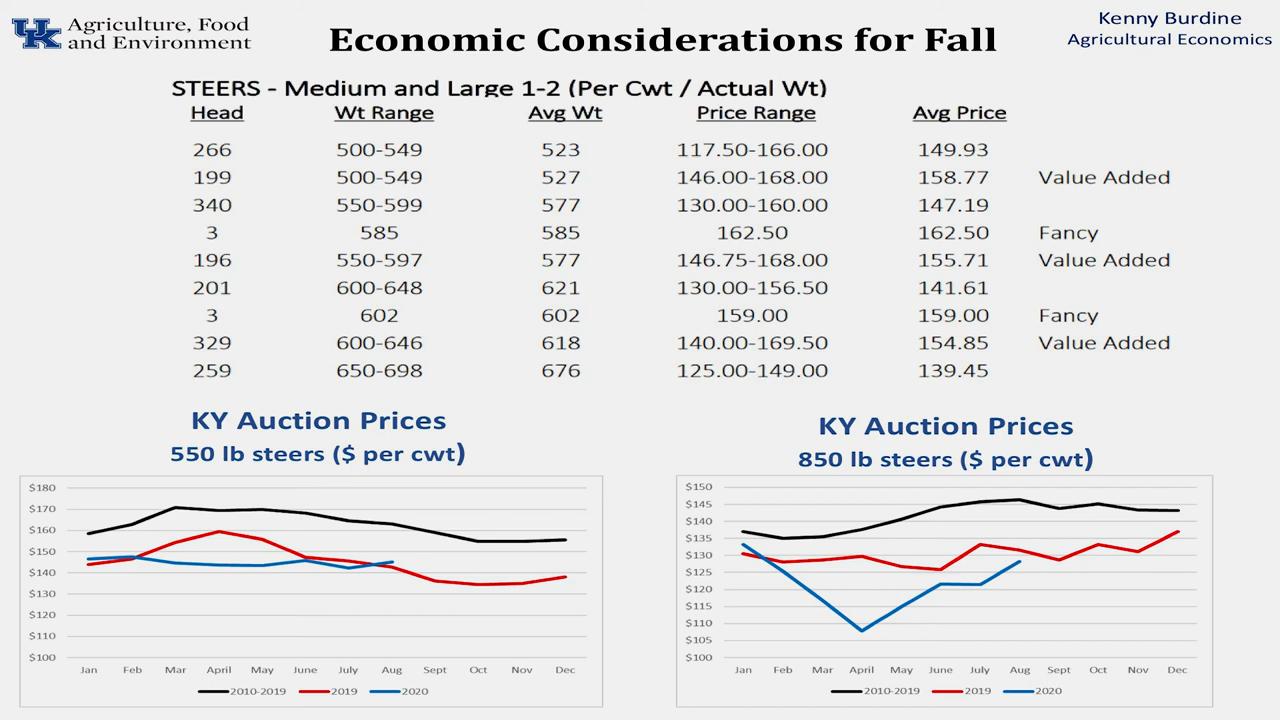 UK Agriculture, Food
and Environment
Economic Considerations for Fall
Kenny Burdine
Agricultural Economics
STEERS - Medium and Large 1-2 (Per Cwt / Actual Wt)
Head Wt Range Avg Wt Price Range Avg Price
266 500-549 523 117.50-166.00 149.93
199 500-549 527 146.00-168.00 158.77 Value Added
340 550-599 577 130.00-160.00 147.19
3 585 585 162.50 162.50 Fancy
196 550-597 577 146.75-168.00 155.71 Value Added
201 600-648 621 130.00-156.50 141.61
3 602 602 159.00 159.00 Fancy
329 600-646 618 140.00-169.50 154.85 Value Added
259 650-698 676 125.00-149.00 139.45
KY Auction Prices
550 lb steers ($ per cwt)
$180
$170
$160
$150
$140
$130
$120
$110
$100
Jan Feb Mar April May June July Aug Sept Oct Nov Dec
2010-2019 2019 2020
KY Auction Prices
850 lb steers ($ per cwt)
$150
$145
$140
$135
$130
$125
$120
$115
$110
$105
$100
Jan Feb Mar April May June July Aug Sept Oct Nov Dec
2010-2019 2019 2020